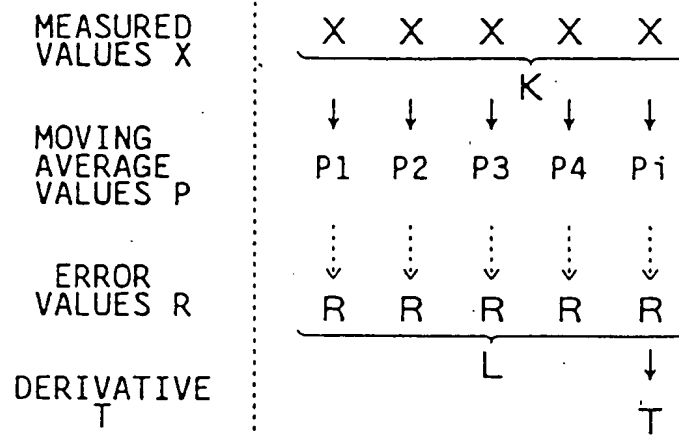 MEASURED
VALUES X
X X X X X
K
MOVING
AVERAGE
VALUES P
P1 P2 P3 P4 Pi
ERROR
VALUES R
R R R R R
L
DERIVATIVE
T
T